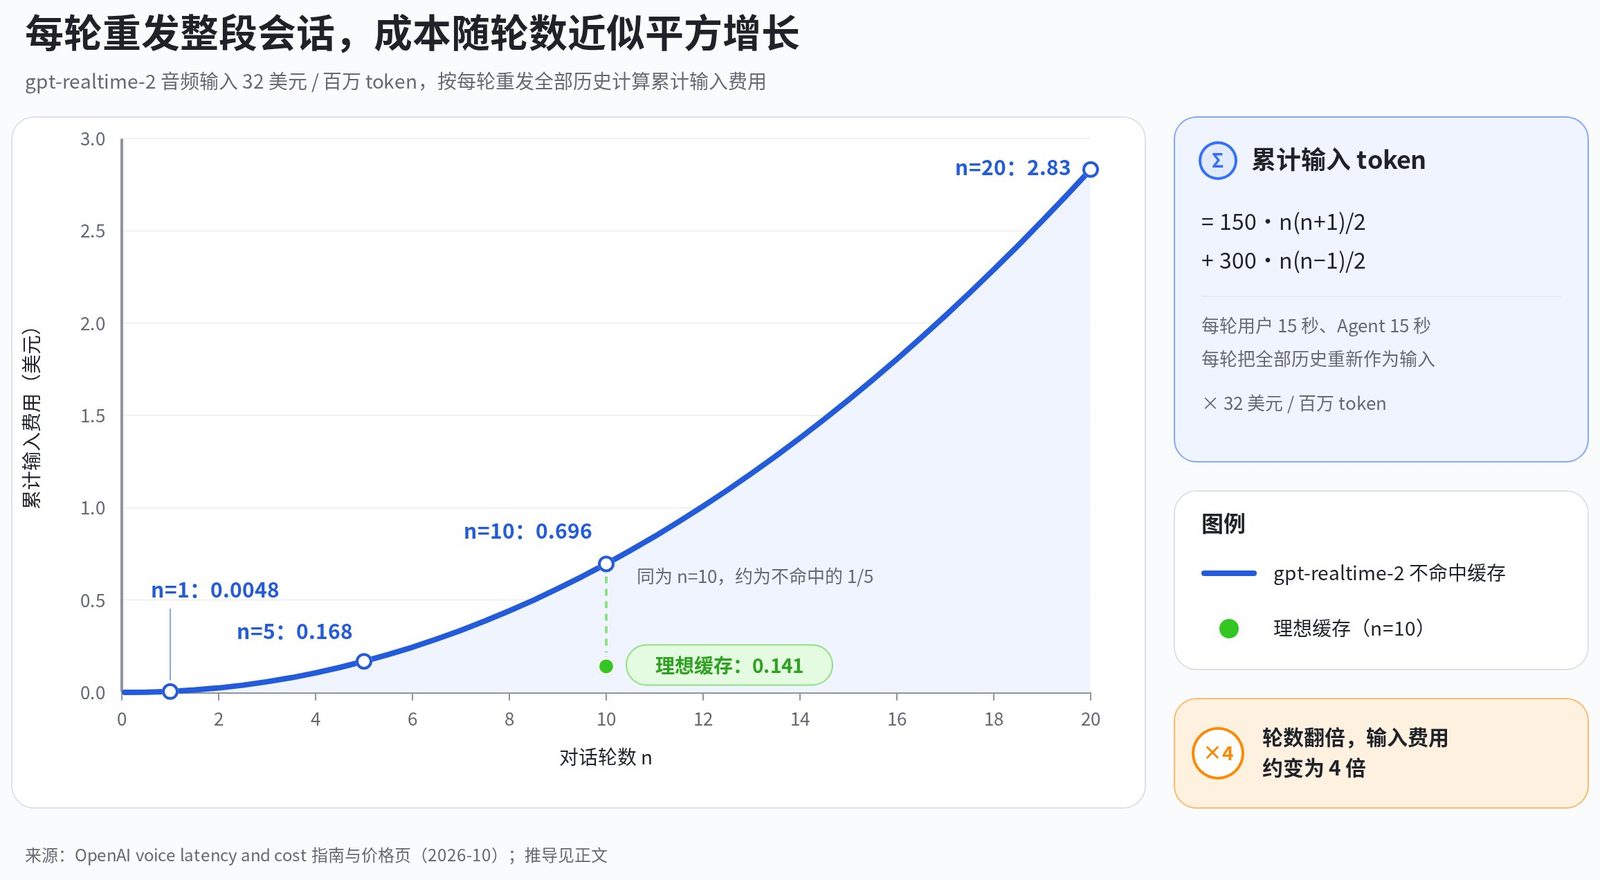 每轮重发整段会话，成本随轮数近似平方增长
gpt-realtime-2 音频输入 32 美元 / 百万 token，按每轮重发全部历史计算累计输入费用
累计输入费用（美元）
3.0
2.5
2.0
1.5
1.0
0.5
0.0
n=20：2.83
n=10：0.696
同为 n=10，约为不命中的 1/5
n=1：0.0048
n=5：0.168
理想缓存：0.141
0 2 4 6 8 10 12 14 16 18 20
对话轮数 n
Σ 累计输入 token
= 150 · n(n+1)/2
+ 300 · n(n−1)/2
每轮用户 15 秒、Agent 15 秒
每轮把全部历史重新作为输入
× 32 美元 / 百万 token
图例
gpt-realtime-2 不命中缓存
理想缓存（n=10）
×4
轮数翻倍，输入费用
约变为 4 倍
来源：OpenAI voice latency and cost 指南与价格页（2026-10）；推导见正文